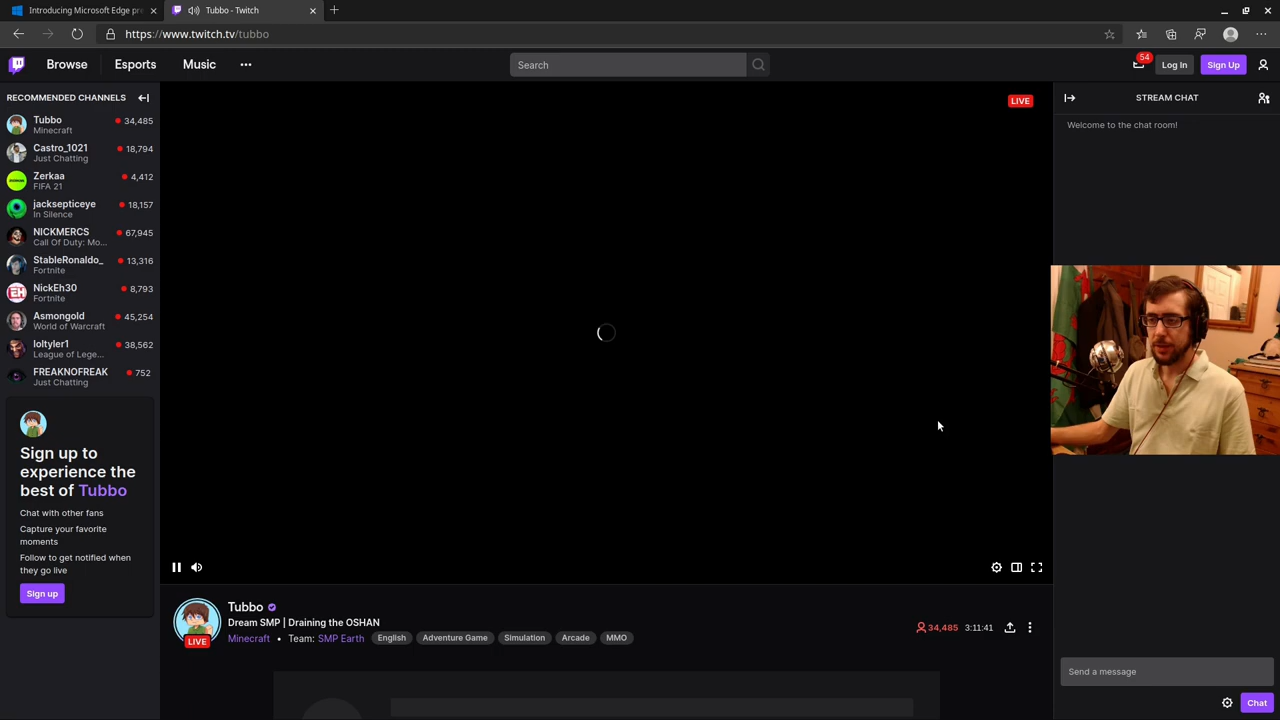 Introducing Microsoft Edge pre
Tubbo - Twitch
https://www.twitch.tv/tubbo
Browse
Esports
Music
Search
54
Log In
Sign Up
RECOMMENDED CHANNELS
Tubbo
34,485
Minecraft
Castro_1021
18,794
Just Chatting
Zerkaa
4,412
FIFA 21
jacksepticeye
18,157
In Silence
NICKMERCS
67,945
Call Of Duty: Mo...
StableRonaldo_
13,316
Fortnite
NickEh30
8,793
Fortnite
Asmongold
45,254
World of Warcraft
loltyler1
38,562
League of Lege...
FREAKNOFREAK
752
Just Chatting
Sign up to
experience the
best of Tubbo
Chat with other fans
Capture your favorite
moments
Follow to get notified when
they go live
Sign up
LIVE
Tubbo
Dream SMP | Draining the OSHAN
Minecraft • Team: SMP Earth English Adventure Game Simulation Arcade MMO
LIVE
34,485 3:11:41
STREAM CHAT
Welcome to the chat room!
Send a message
Chat